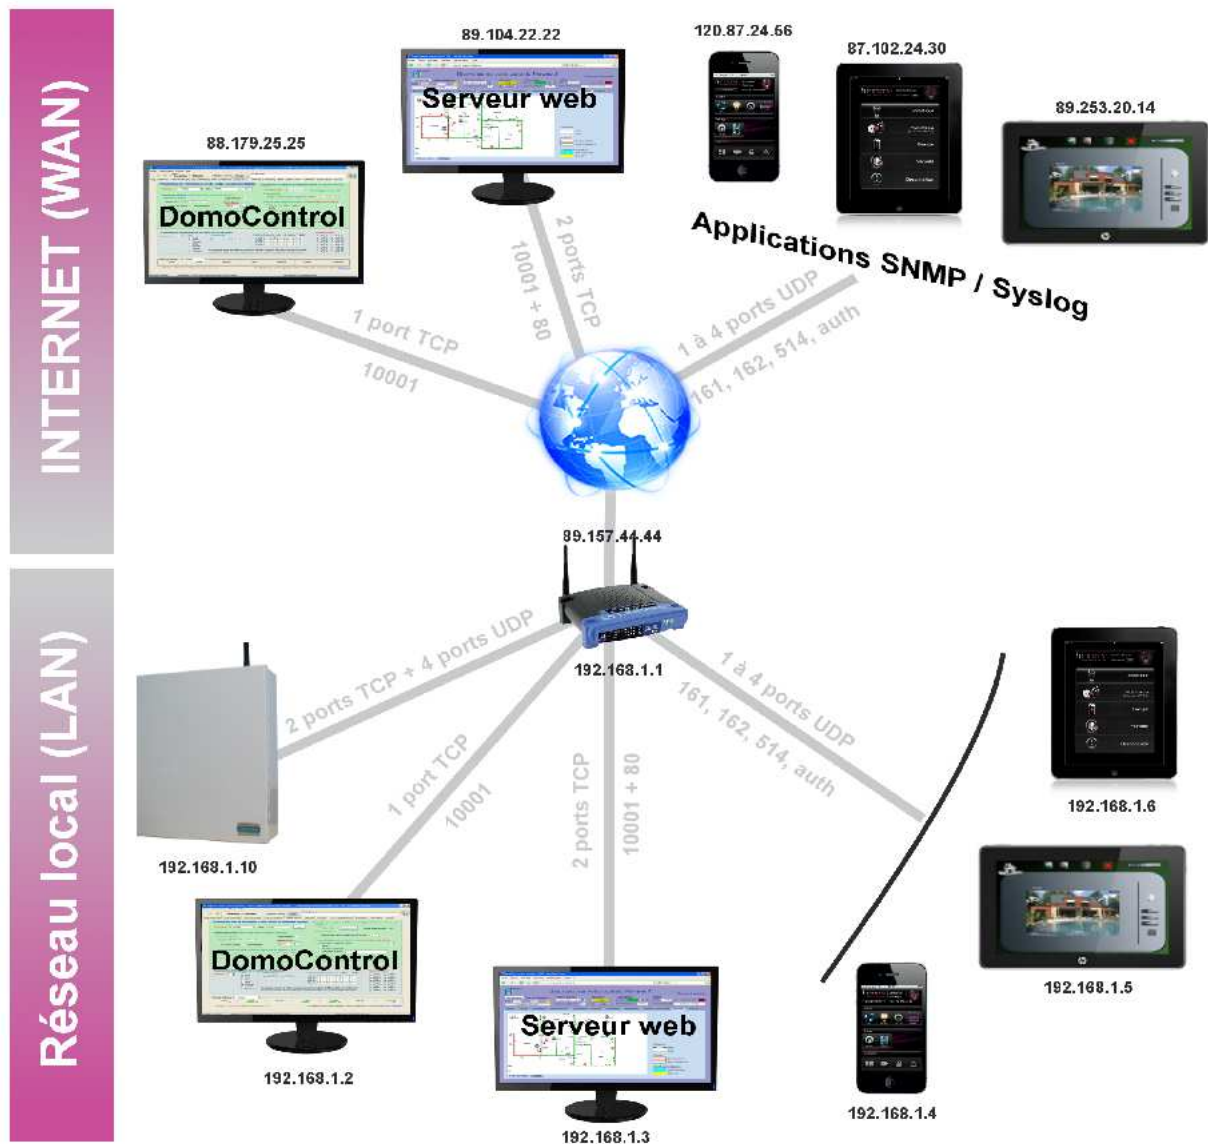 INTERNET (WAN)
89.104.22.22
120.87.24.56
87.102.24.30
89.253.20.14
88.179.25.25
Serveur web
DomoControl
Applications SNMP / Syslog
2 ports TCP
10001 + 80
1 port TCP
10001
1 à 4 ports UDP
161, 162, 514, auth
89.157.44.44
192.168.1.1
Réseau local (LAN)
2 ports TCP + 4 ports UDP
1 port TCP
10001
2 ports TCP
10001 + 80
1 à 4 ports UDP
161, 162, 514, auth
192.168.1.10
192.168.1.6
DomoControl
192.168.1.5
Serveur web
192.168.1.2
192.168.1.4
192.168.1.3